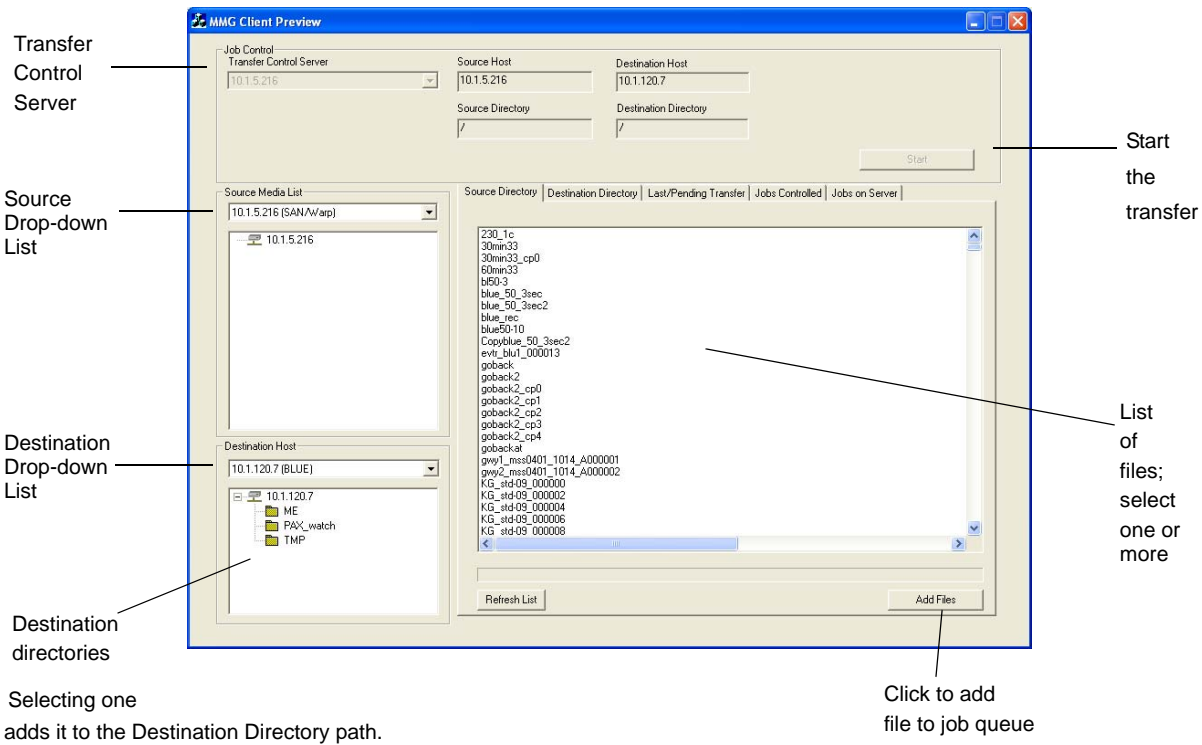 MMG Client Preview
Transfer
Control
Server
Job Control
Transfer Control Server
10.1.5.216
Source Host
10.1.5.216
Destination Host
10.1.120.7
Source Directory
/
Destination Directory
/
Start
Start
the
transfer
Source
Drop-down
List
Source Media List
10.1.5.216 (SAN/Warp)
10.1.5.216
Source Directory
Destination Directory
Last/Pending Transfer
Jobs Controlled
Jobs on Server
230_1c
30min33
30min33_cp0
60min33
bl50-3
blue_50_3sec
blue_50_3sec2
blue_rec
blue50-10
Copyblue_50_3sec2
evtr_blu1_000013
goback
goback2
goback2_cp0
goback2_cp1
goback2_cp2
goback2_cp3
goback2_cp4
gobackat
gwy1_mss0401_1014_A000001
gwy2_mss0401_1014_A000002
KG_std-09_000000
KG_std-09_000002
KG_std-09_000004
KG_std-09_000006
KG_std-09_000008
List
of
files;
select
one or
more
Destination
Drop-down
List
Destination Host
10.1.120.7 (BLUE)
10.1.120.7
ME
PAX_watch
TMP
Refresh List
Add Files
Destination
directories
Selecting one
adds it to the Destination Directory path.
Click to add
file to job queue